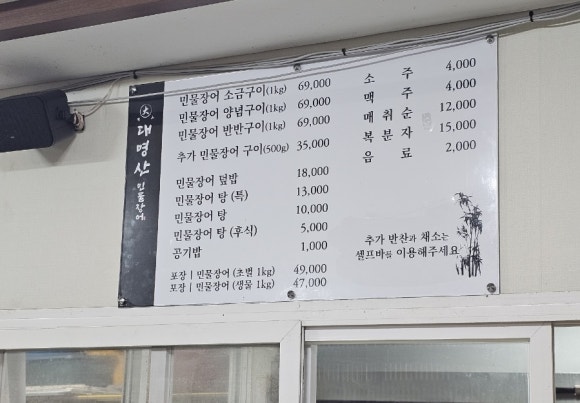 大
대명산
민물장어
민물장어 소금구이(1kg) 69,000
민물장어 양념구이(1kg) 69,000
민물장어 반반구이(1kg) 69,000
추가 민물장어 구이(500g) 35,000
민물장어 덮밥 18,000
민물장어 탕 (특) 13,000
민물장어 탕 10,000
민물장어 탕 (후식) 5,000
공기밥 1,000
포장 | 민물장어 (초벌 1kg) 49,000
포장 | 민물장어 (생물 1kg) 47,000
소 주 4,000
맥 주 4,000
매 취 순 12,000
복 분 자 15,000
음 료 2,000
추가 반찬과 채소는
셀프바를 이용해주세요